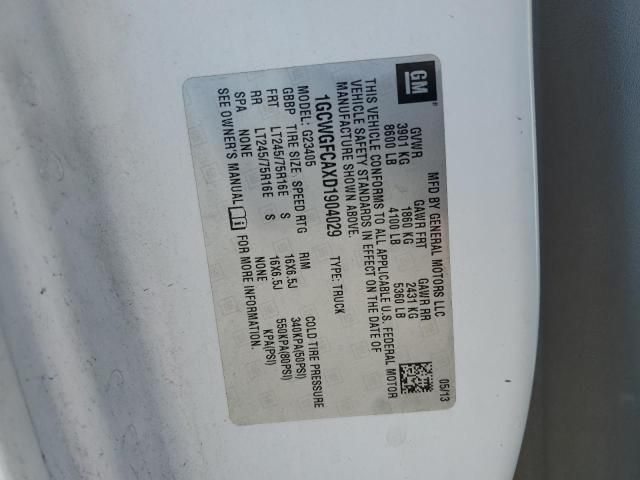 GM
MFD BY GENERAL MOTORS LLC 05/13
GVWR GAWR FRT GAWR RR
3901 KG 1860 KG 2431 KG
8600 LB 4100 LB 5360 LB
THIS VEHICLE CONFORMS TO ALL APPLICABLE U.S. FEDERAL MOTOR
VEHICLE SAFETY STANDARDS IN EFFECT ON THE DATE OF
MANUFACTURE SHOWN ABOVE.
1GCWGFCAXD1904029 TYPE: TRUCK
MODEL: G23405
GBBP TIRE SIZE SPEED RTG RIM COLD TIRE PRESSURE
FRT LT245/75R16E S 16X6.5J 340KPA(50PSI)
RR LT245/75R16E S 16X6.5J 550KPA(80PSI)
SPA NONE NONE KPA(PSI)
SEE OWNER'S MANUAL FOR MORE INFORMATION.